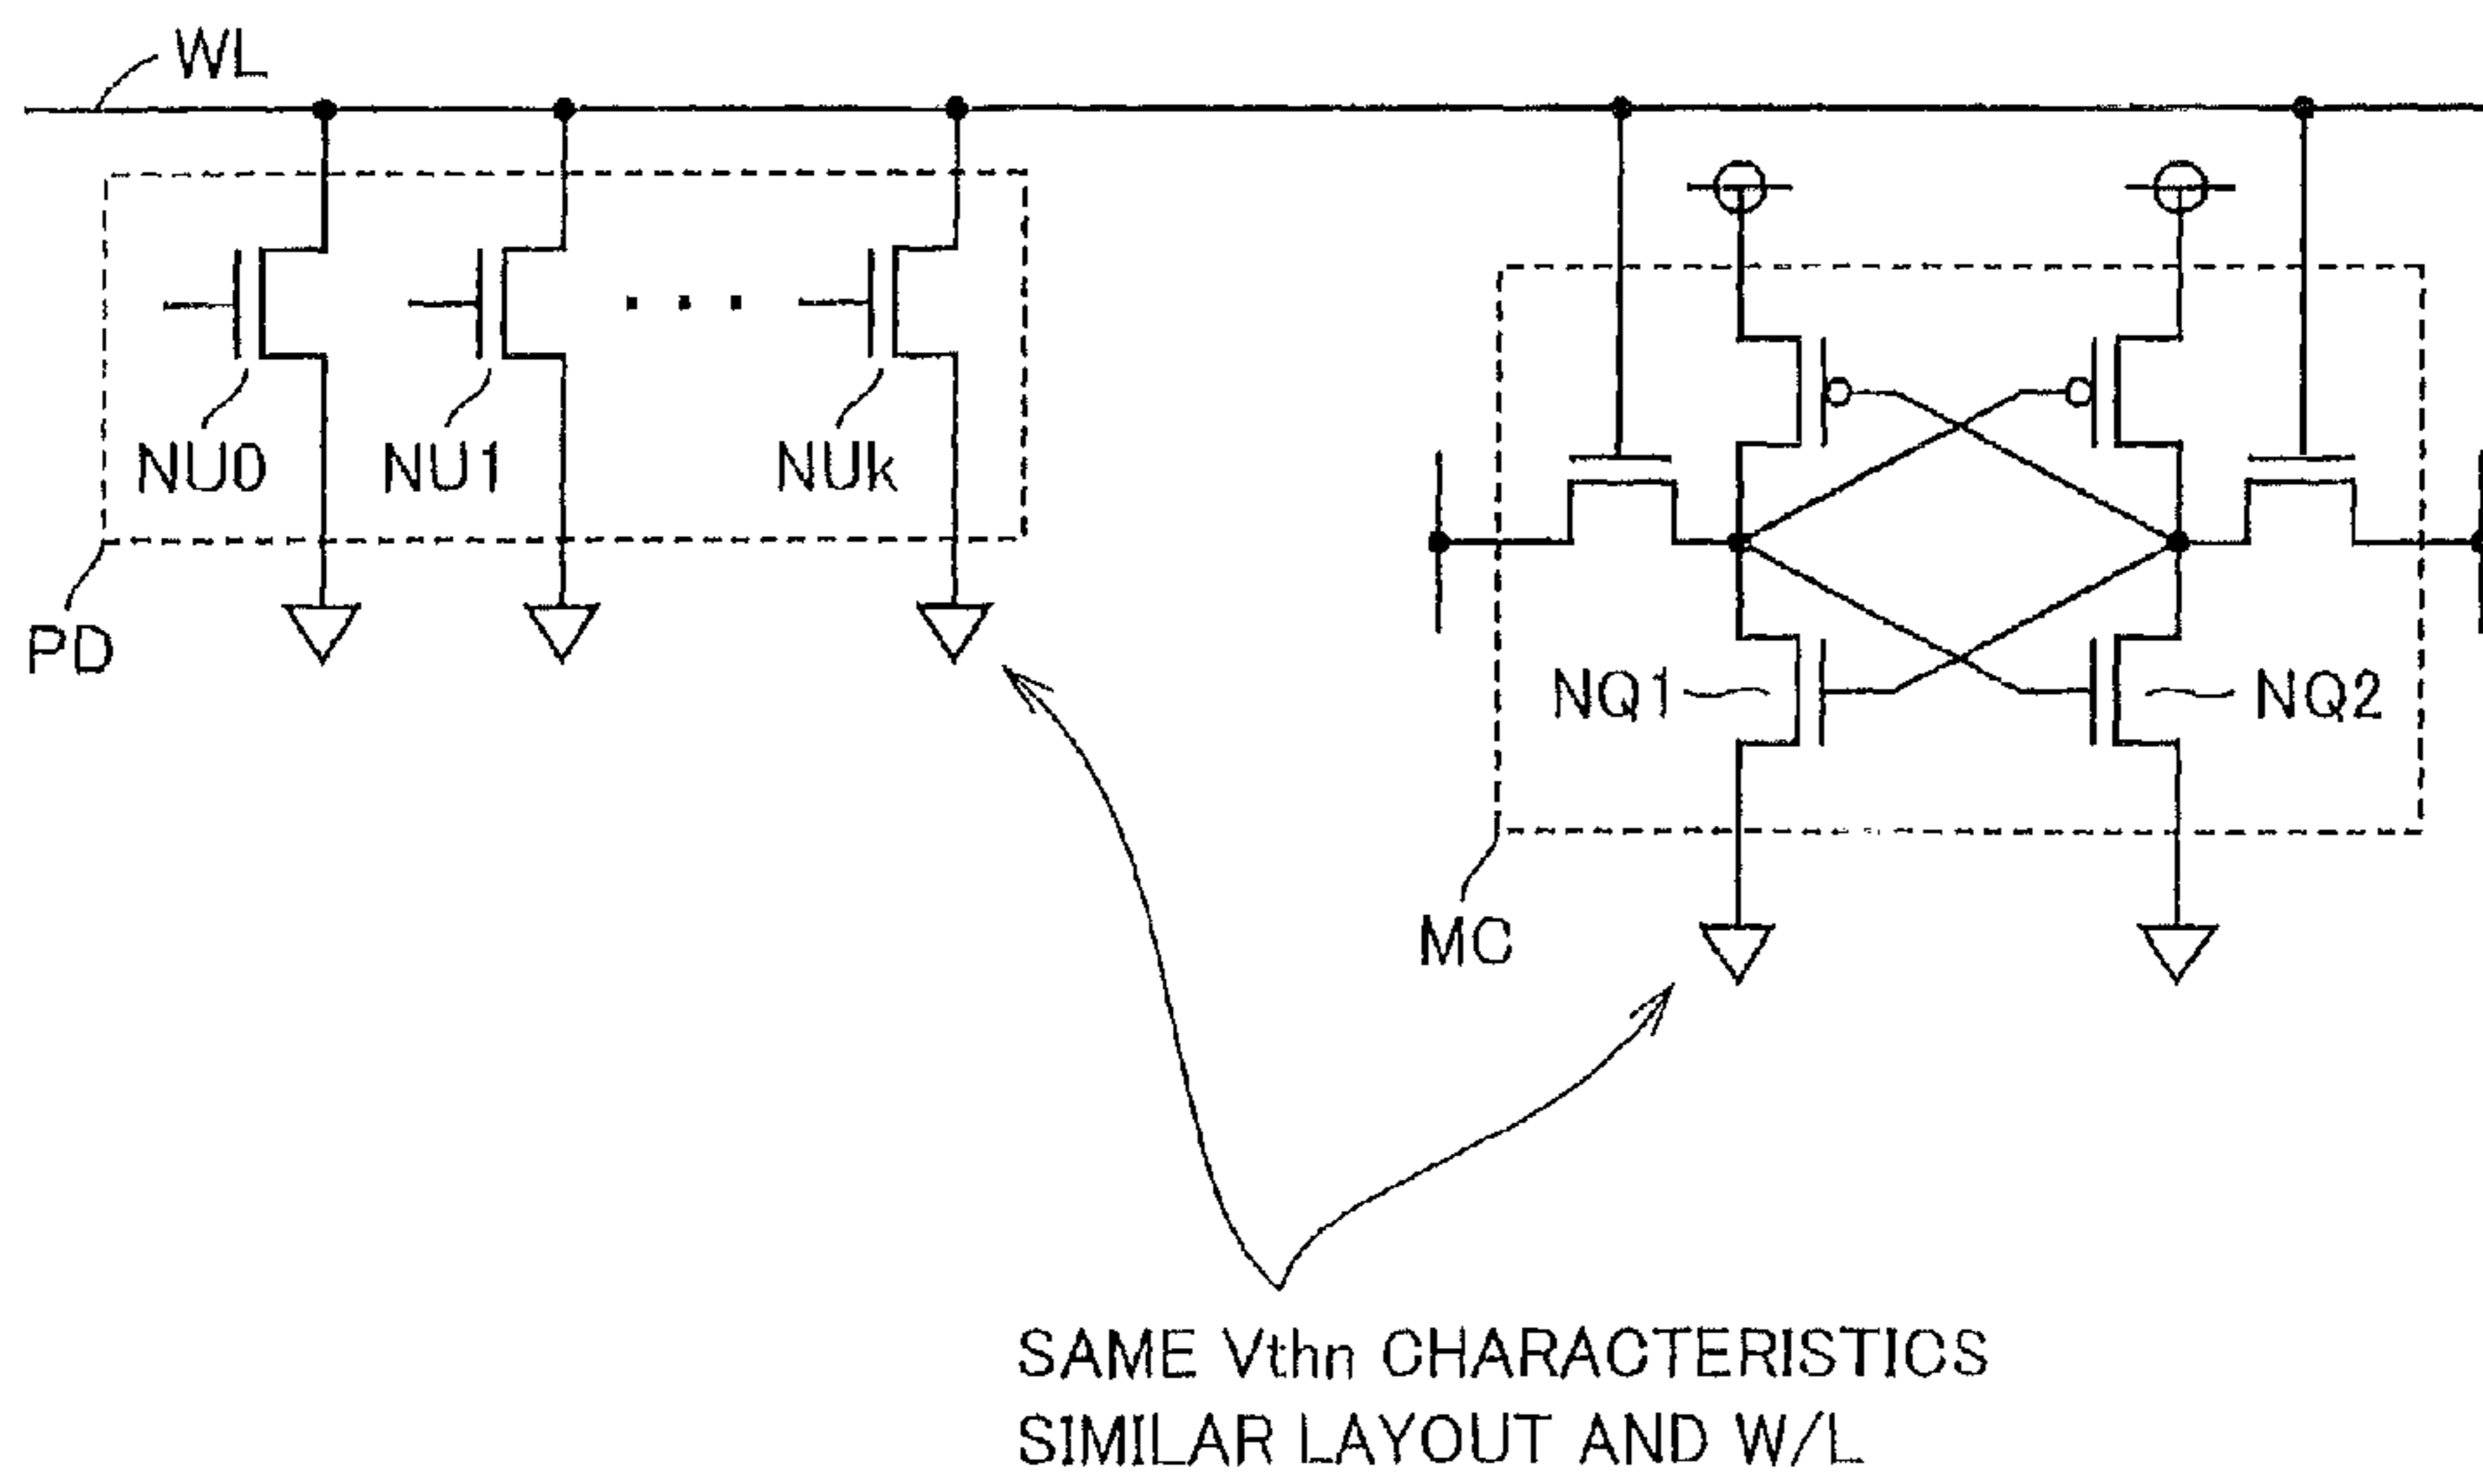 WL
NU0
NU1
NUk
PD
NQ1
NQ2
MC
SAME Vthn CHARACTERISTICS
SIMILAR LAYOUT AND W/L